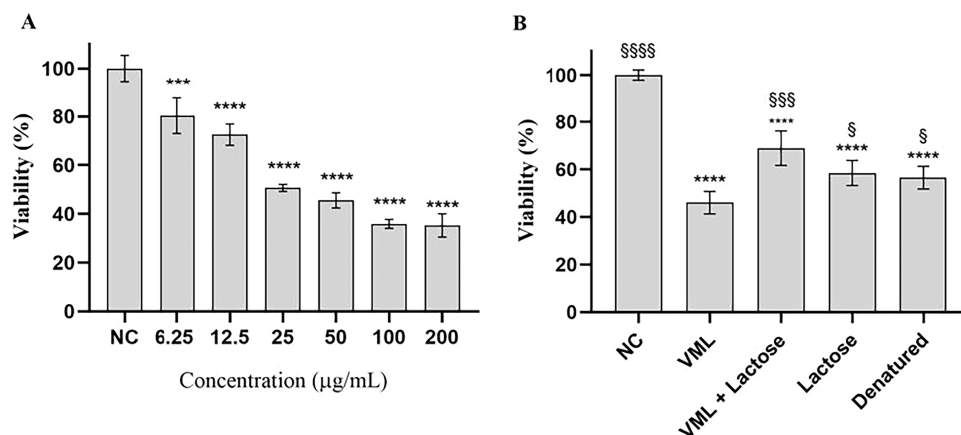 A
Viability (%)
100
80
60
40
20
0
***
****
****
****
****
****
NC 6.25 12.5 25 50 100 200
Concentration (µg/mL)
B
Viability (%)
100
80
60
40
20
0
§§§§
****
§§§
****
§
****
§
****
NC
VML
VML + Lactose
Lactose
Denatured